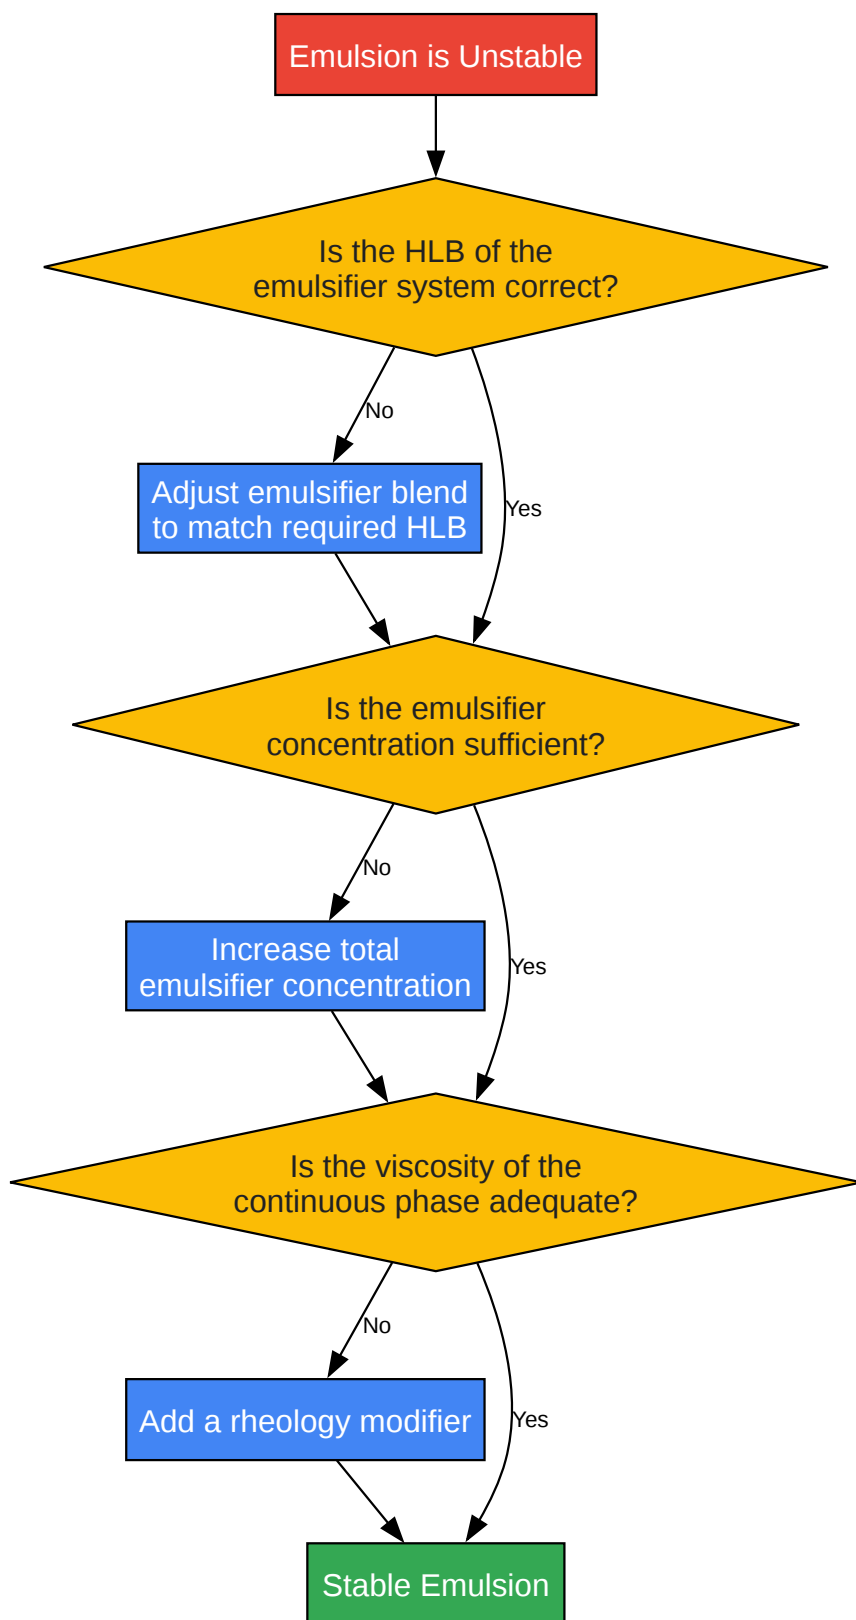 Emulsion is Unstable
Is the HLB of the
emulsifier system correct?
No
Adjust emulsifier blend
to match required HLB
Yes
Is the emulsifier
concentration sufficient?
No
Increase total
emulsifier concentration
Yes
Is the viscosity of the
continuous phase adequate?
No
Add a rheology modifier
Yes
Stable Emulsion